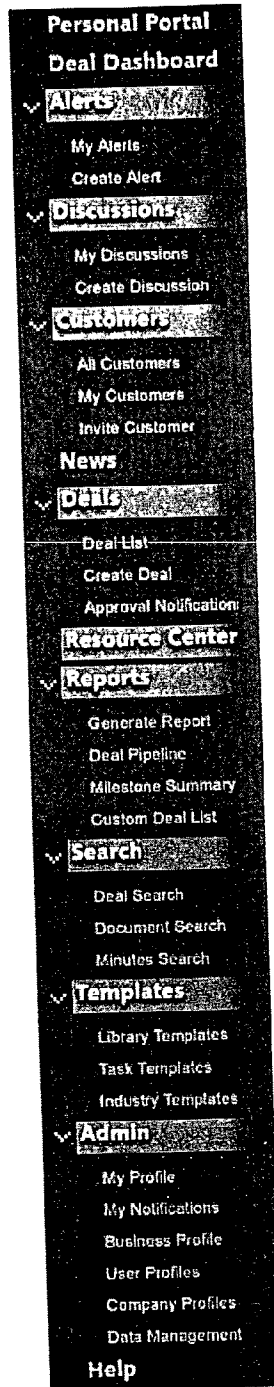 Personal Portal
Deal Dashboard
Alerts
My Alerts
Create Alert
Discussions
My Discussions
Create Discussion
Customers
All Customers
My Customers
Invite Customer
News
Deals
Deal List
Create Deal
Approval Notification
Resource Center
Reports
Generate Report
Deal Pipeline
Milestone Summary
Custom Deal List
Search
Deal Search
Document Search
Minutes Search
Templates
Library Templates
Task Templates
Industry Templates
Admin
My Profile
My Notifications
Business Profile
User Profiles
Company Profiles
Data Management
Help